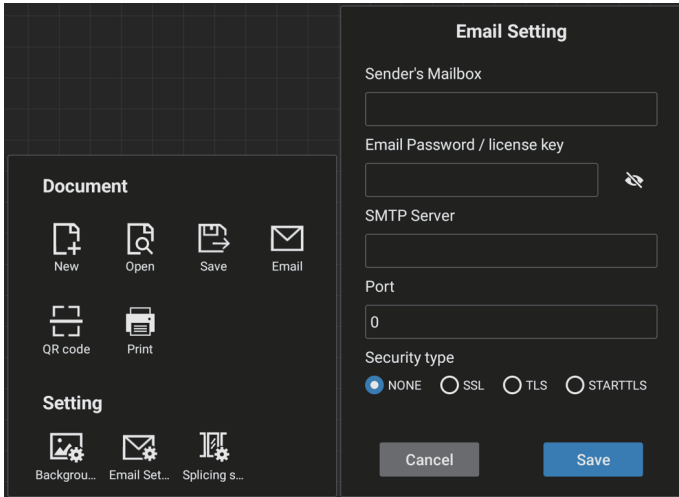 Document
New
Open
Save
Email
QR code
Print
Setting
Backgrou...
Email Set...
Splicing s...
Email Setting
Sender's Mailbox
Email Password / license key
SMTP Server
Port
0
Security type
NONE
SSL
TLS
STARTTLS
Cancel
Save